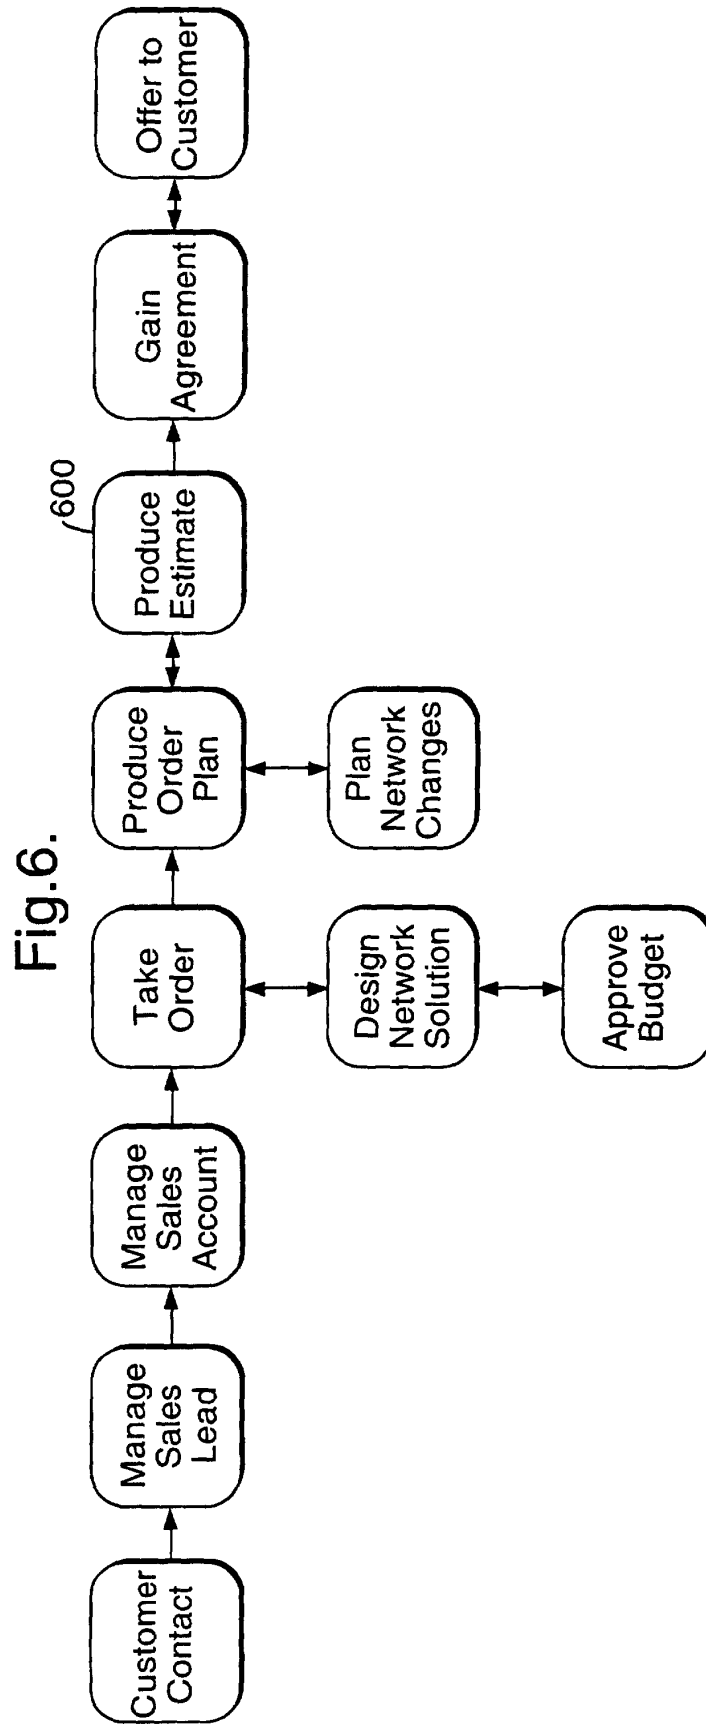 Fig.6.
Customer
Contact
Manage
Sales
Lead
Manage
Sales
Account
Take
Order
Produce
Order
Plan
Produce
Estimate
600
Gain
Agreement
Offer to
Customer
Design
Network
Solution
Plan
Network
Changes
Approve
Budget